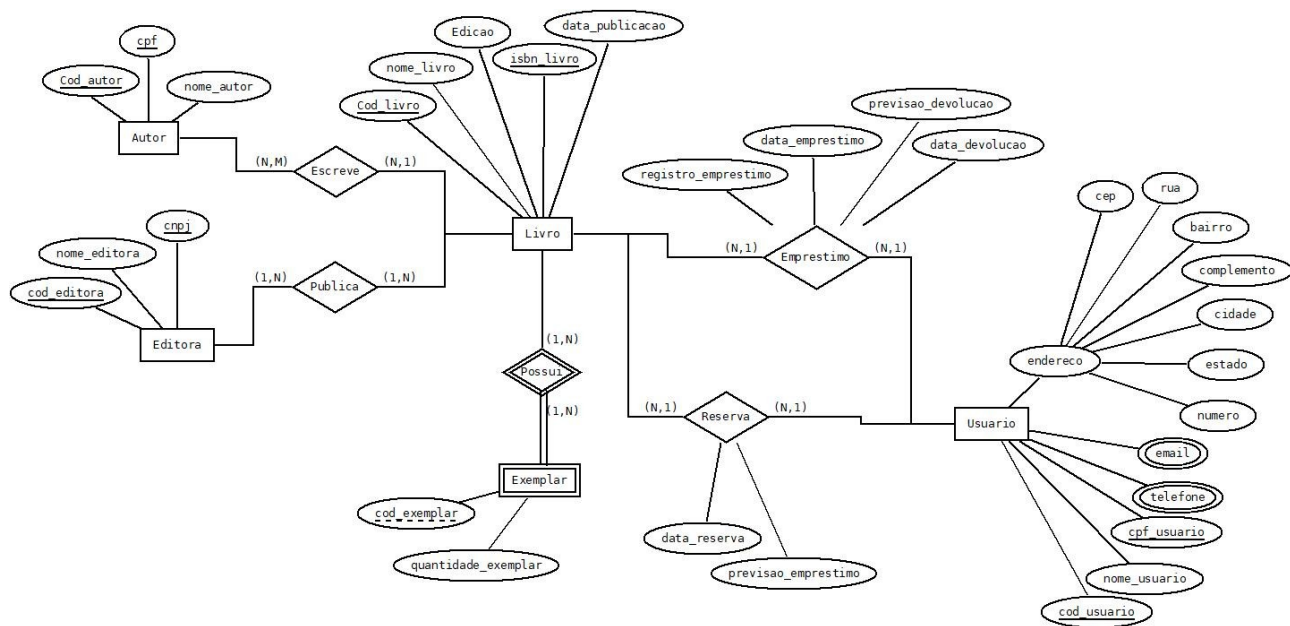 data_publicacao
Edicao
cpf
isbn_livro
nome_livro
Cod_autor
nome_autor
Cod_livro
previsao_devolucao
Autor
data_emprestimo
data_devolucao
(N,M)
(N,1)
Escreve
registro_emprestimo
rua
cep
cnpj
bairro
Livro
nome_editora
(N,1)
(N,1)
Emprestimo
complemento
(1,N)
(1,N)
Publica
cod_editora
cidade
Editora
(1,N)
endereco
estado
Possui
(1,N)
(N,1)
(N,1)
Reserva
numero
Usuario
email
Exemplar
telefone
cod_exemplar
cpf_usuario
data_reserva
quantidade_exemplar
previsao_emprestimo
nome_usuario
cod_usuario